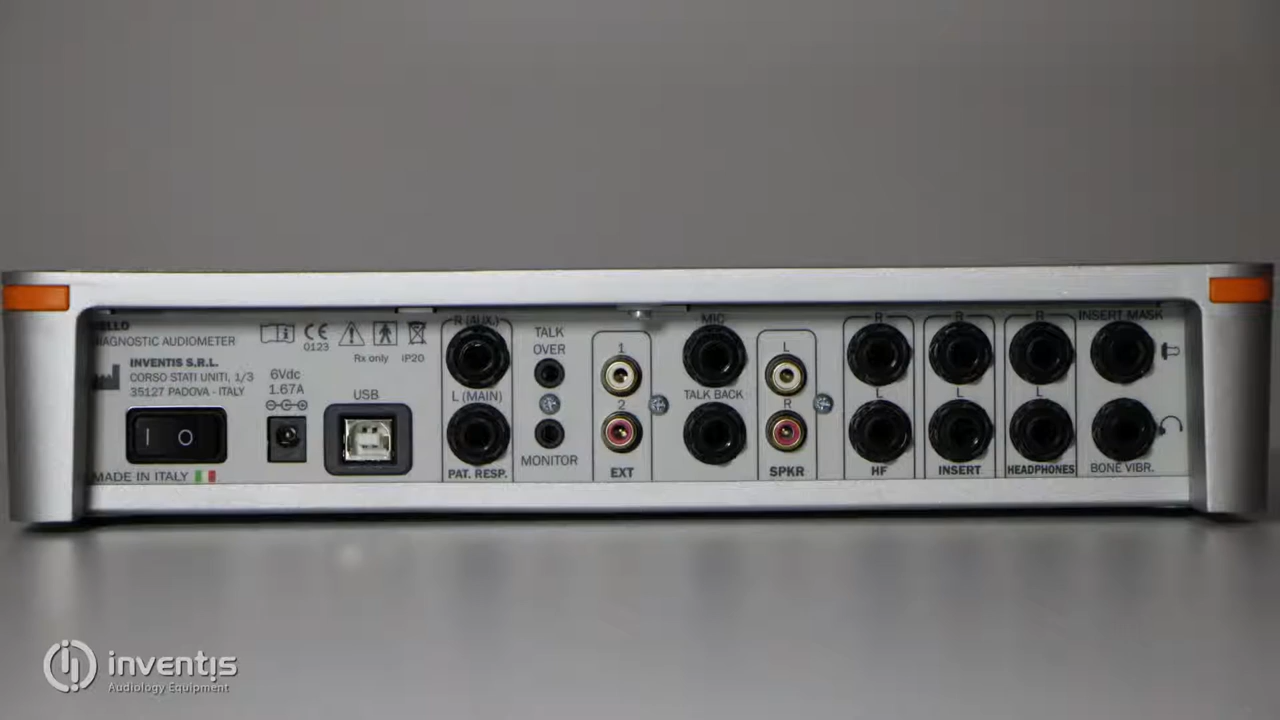 DIAGNOSTIC AUDIOMETER
INVENTIS S.R.L.
CORSO STATI UNITI, 1/3
35127 PADOVA - ITALY
MADE IN ITALY
0123
Rx only
IP20
6Vdc
1.67A
USB
R (AUX.)
L (MAIN)
PAT. RESP.
TALK
OVER
MONITOR
1
2
EXT
MIC
TALK BACK
L
R
SPKR
R
L
HF
R
L
INSERT
R
L
HEADPHONES
INSERT MASK
BONE VIBR.
inventis
Audiology Equipment